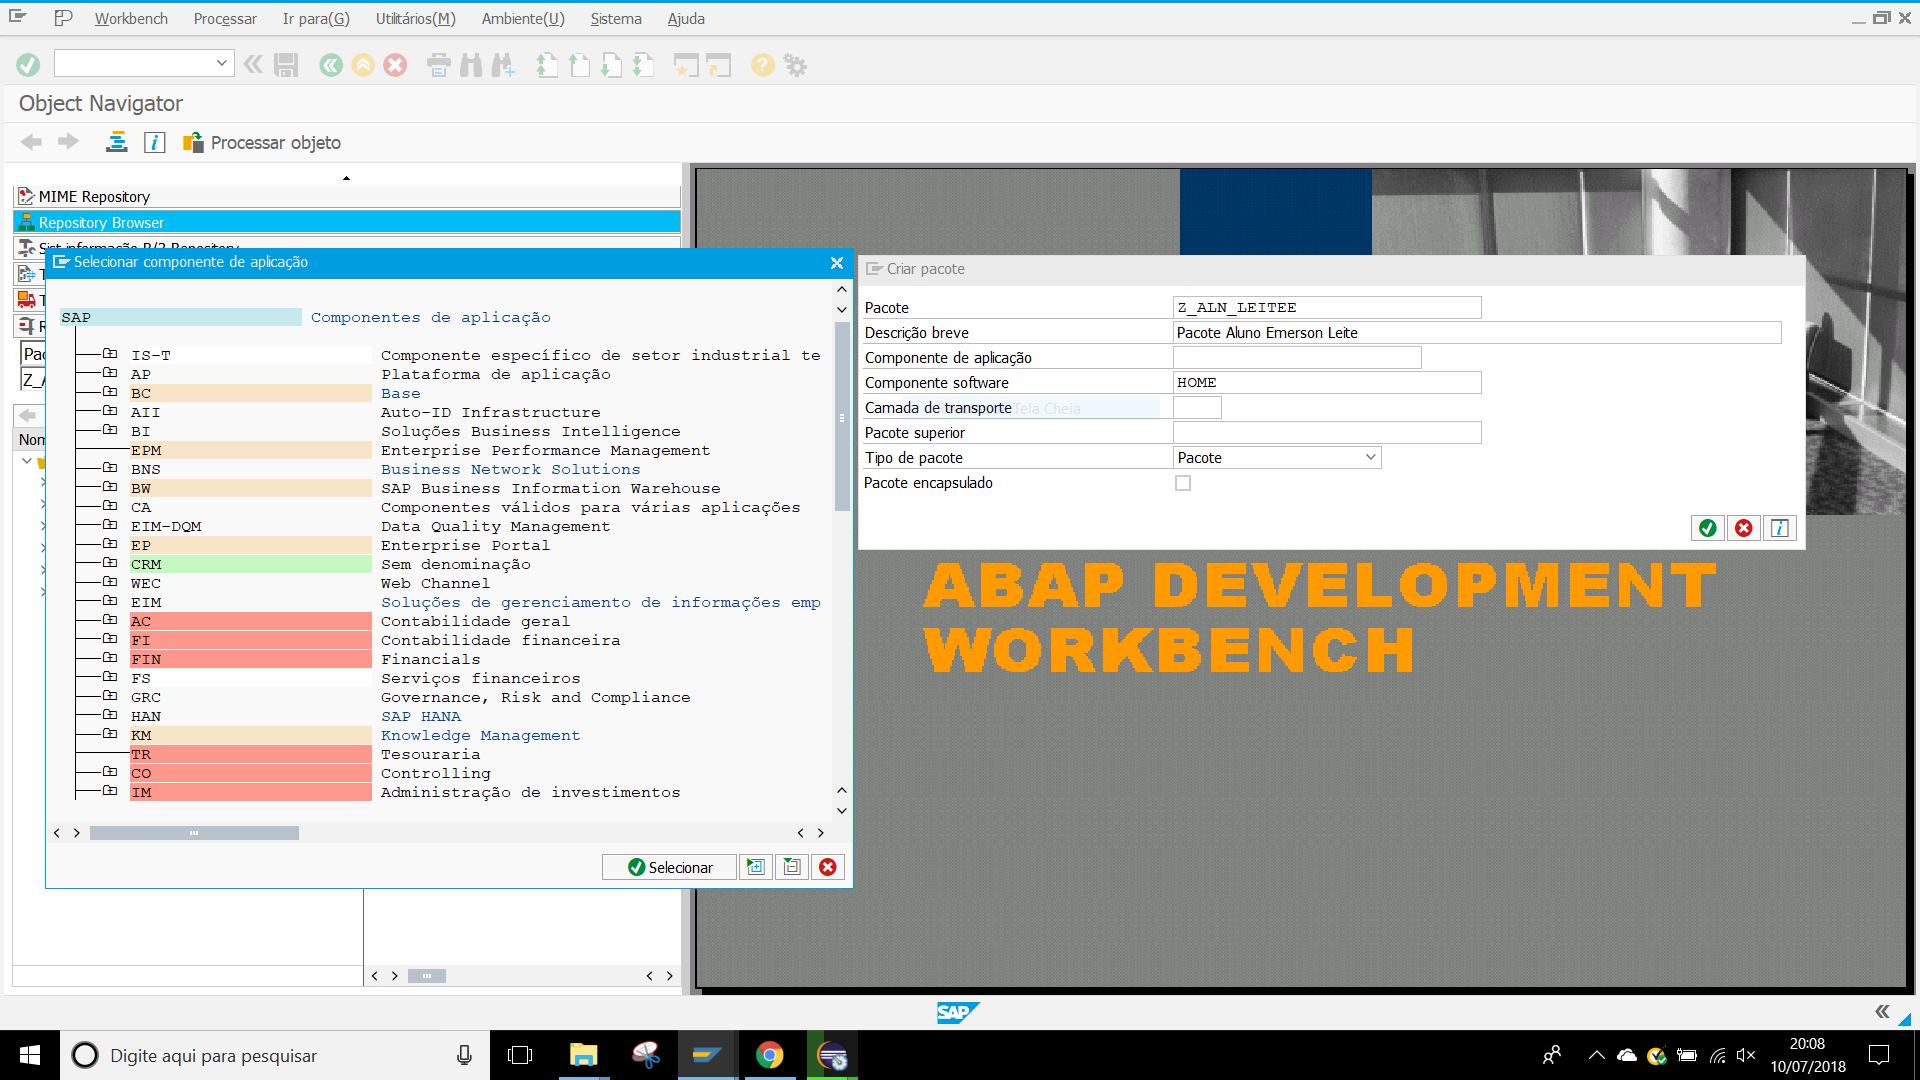 Workbench Processar Ir para(G) Utilitários(M) Ambiente(U) Sistema Ajuda
Object Navigator
Processar objeto
MIME Repository
Repository Browser
Sist.informação R/3 Repository
Selecionar componente de aplicação
SAP Componentes de aplicação
IS-T Componente específico de setor industrial te
AP Plataforma de aplicação
BC Base
AII Auto-ID Infrastructure
BI Soluções Business Intelligence
EPM Enterprise Performance Management
BNS Business Network Solutions
BW SAP Business Information Warehouse
CA Componentes válidos para várias aplicações
EIM-DQM Data Quality Management
EP Enterprise Portal
CRM Sem denominação
WEC Web Channel
EIM Soluções de gerenciamento de informações emp
AC Contabilidade geral
FI Contabilidade financeira
FIN Financials
FS Serviços financeiros
GRC Governance, Risk and Compliance
HAN SAP HANA
KM Knowledge Management
TR Tesouraria
CO Controlling
IM Administração de investimentos
Selecionar
T
T
R
Pac
Z_A
Nom
Criar pacote
Pacote Z_ALN_LEITEE
Descrição breve Pacote Aluno Emerson Leite
Componente de aplicação
Componente software HOME
Camada de transporte
Tela Cheia
Pacote superior
Tipo de pacote Pacote
Pacote encapsulado
ABAP DEVELOPMENT
WORKBENCH
SAP
Digite aqui para pesquisar
20:08
10/07/2018